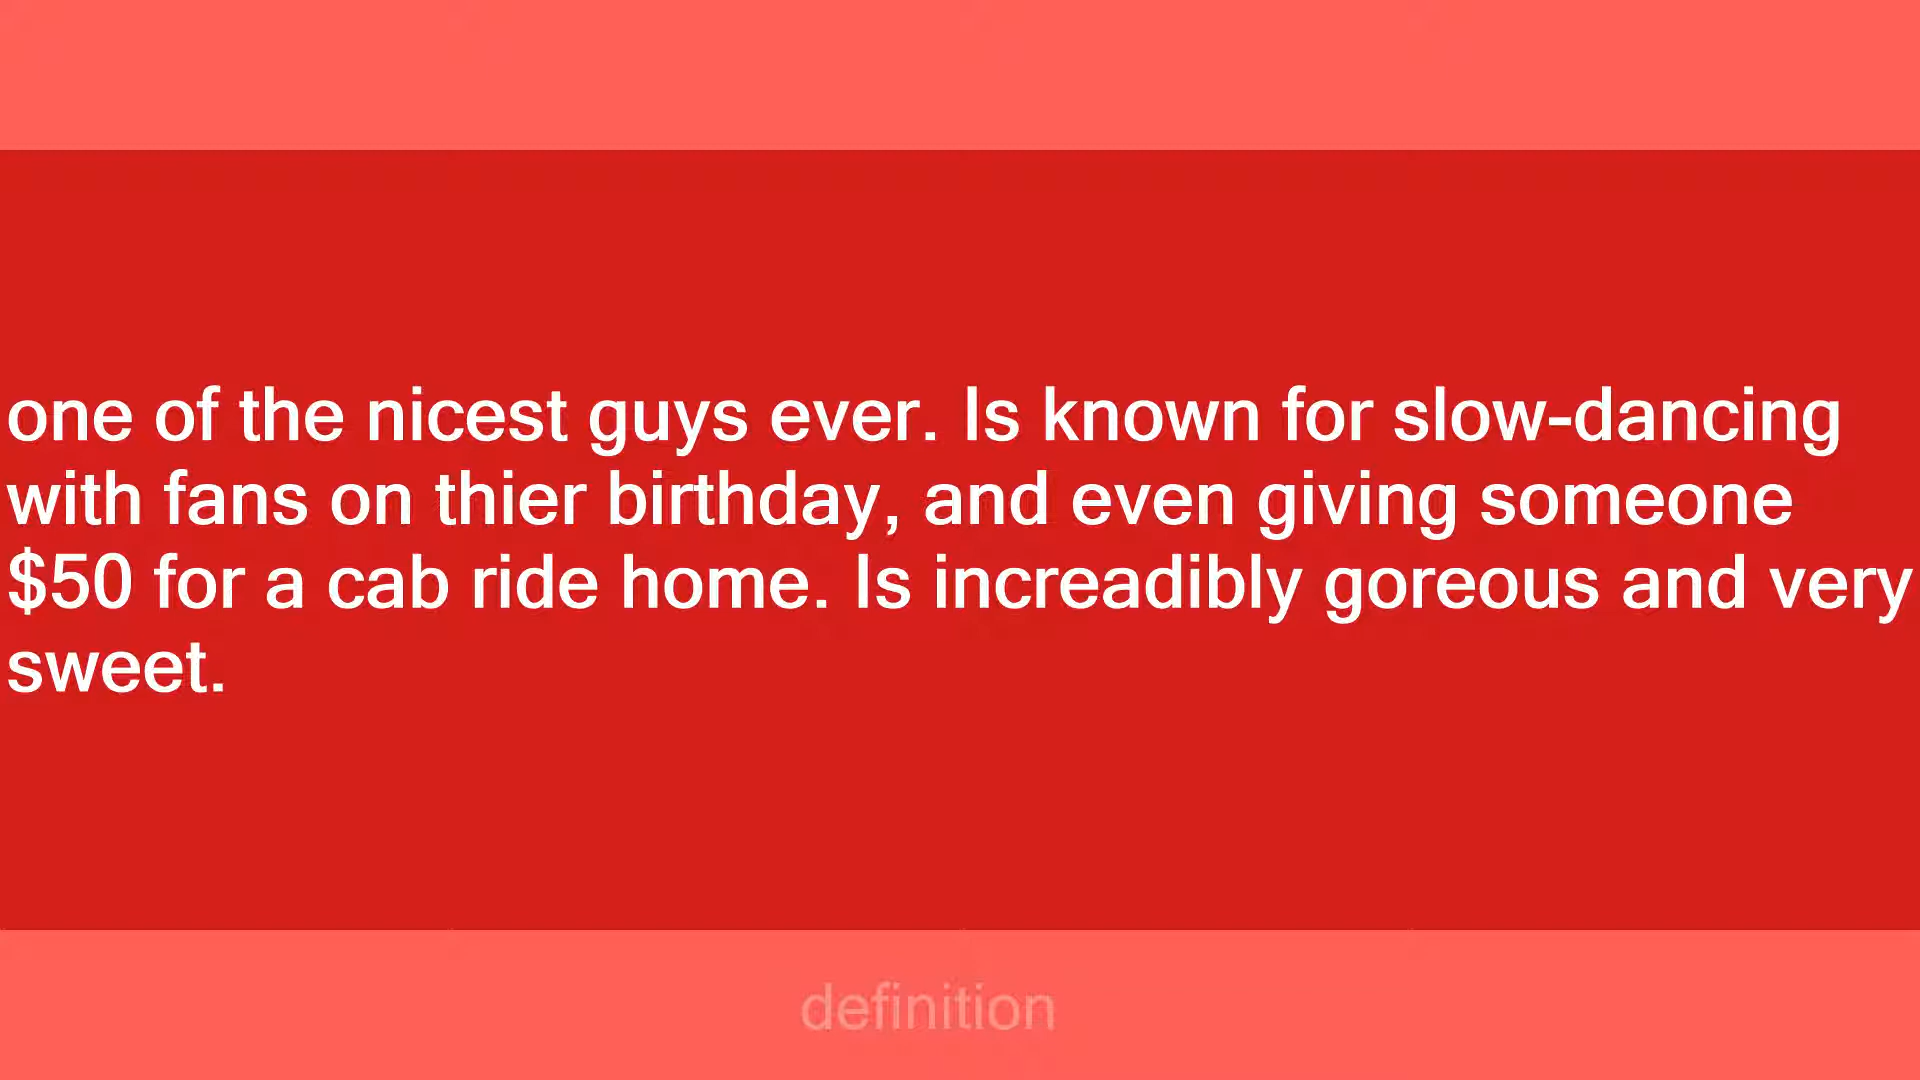 one of the nicest guys ever. Is known for slow-dancing
with fans on thier birthday, and even giving someone
$50 for a cab ride home. Is increadibly goreous and very
sweet.
definition